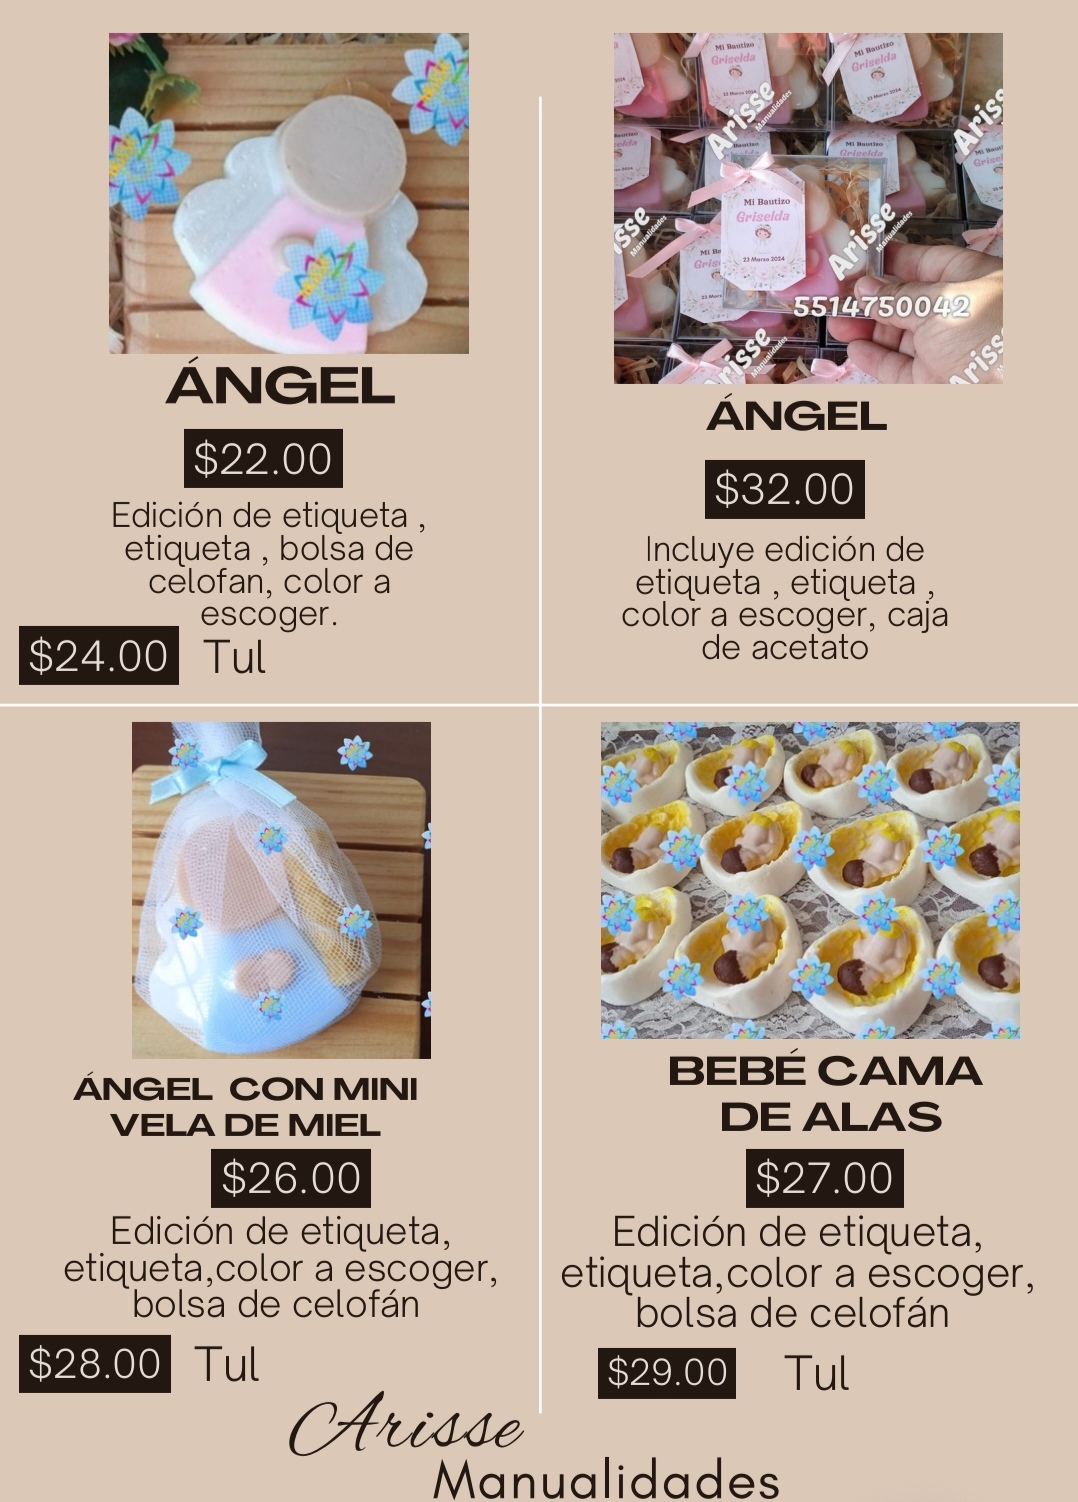 Mi Bautizo
Griselda
23 Marzo 2024
Arisse
Manualidades
5514750042
ÁNGEL
$22.00
Edición de etiqueta ,
etiqueta , bolsa de
celofan, color a
escoger.
$24.00 Tul
ÁNGEL
$32.00
Incluye edición de
etiqueta , etiqueta ,
color a escoger, caja
de acetato
ÁNGEL CON MINI
VELA DE MIEL
$26.00
Edición de etiqueta,
etiqueta,color a escoger,
bolsa de celofán
$28.00 Tul
BEBÉ CAMA
DE ALAS
$27.00
Edición de etiqueta,
etiqueta,color a escoger,
bolsa de celofán
$29.00 Tul
Arisse
Manualidades